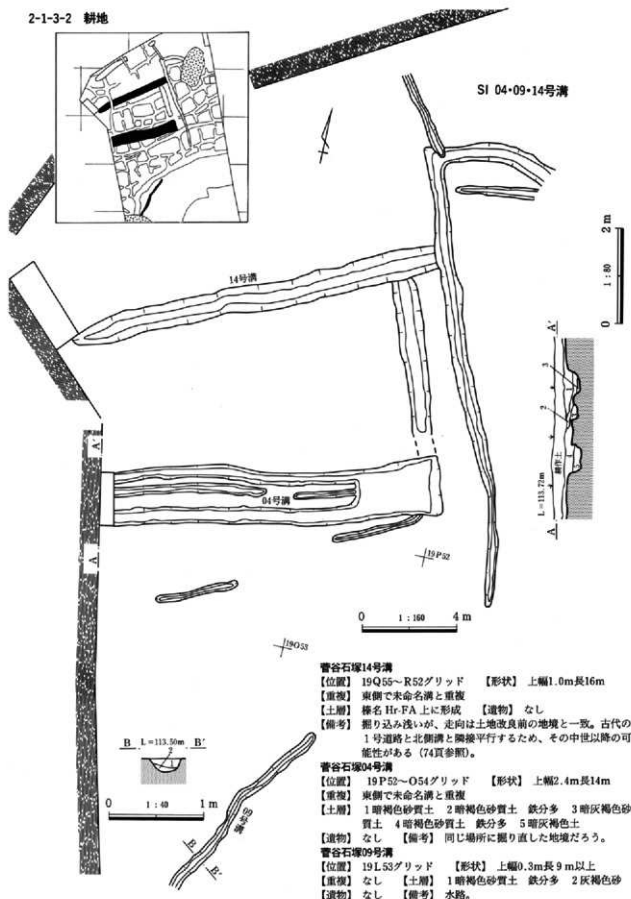 2-1-3-2 耕地
SI 04・09・14号溝
14号溝
2 m
1 : 80
0
A'
3
2
耕作土
L=113.72m
A
A'
04号溝
A
19P52
0 1 : 160 4 m
19O53
B L=113.50m B'
2
1
0 1 : 40 1 m
09号溝
B
B'
菅谷石塚14号溝
【位置】 19Q55～R52グリッド 【形状】 上幅1.0m長16m
【重複】 東側で未命名溝と重複
【土層】 榛名 Hr-FA 上に形成 【遺物】 なし
【備考】 掘り込み浅いが、走向は土地改良前の地境と一致。古代の
1号道路と北側溝と隣接平行するため、その中世以降の可
能性がある（74頁参照）。
菅谷石塚04号溝
【位置】 19P52～O54グリッド 【形状】 上幅2.4m長14m
【重複】 東側で未命名溝と重複
【土層】 1暗褐色砂質土 2暗褐色砂質土 鉄分多 3暗灰褐色砂
質土 4暗褐色砂質土 鉄分多 5暗灰褐色土
【遺物】 なし 【備考】 同じ場所に掘り直した地境だろう。
菅谷石塚09号溝
【位置】 19L53グリッド 【形状】 上幅0.3m長9m以上
【重複】 なし 【土層】 1暗褐色砂質土 鉄分多 2灰褐色砂
【遺物】 なし 【備考】 水路。